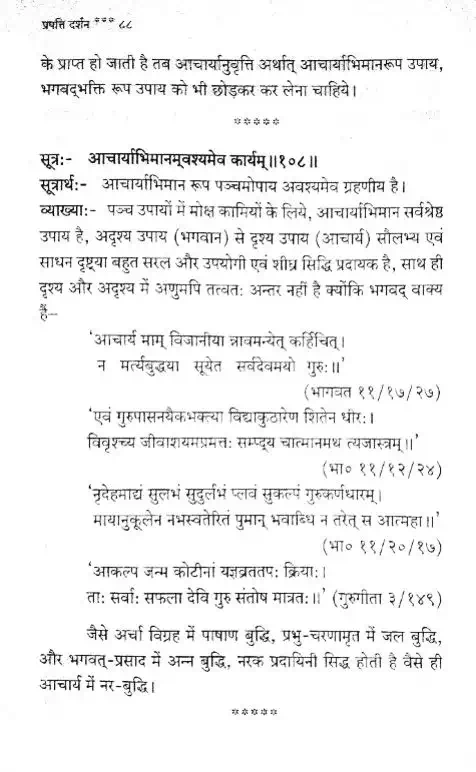 प्रपत्ति दर्शन *** ८८
के प्राप्त हो जाती है तब आचार्यानुवृत्ति अर्थात् आचार्याभिमानरूप उपाय,
भगबद्भक्ति रूप उपाय को भी छोड़कर कर लेना चाहिये।
*****
सूत्र:- आचार्याभिमानम्वश्यमेव कार्यम्॥१०८॥
सूत्रार्थ:- आचार्याभिमान रूप पञ्चमोपाय अवश्यमेव ग्रहणीय है।
व्याख्या:- पञ्च उपायों में मोक्ष कामियों के लिये, आचार्याभिमान सर्वश्रेष्ठ
उपाय है, अदृश्य उपाय (भगवान) से दृश्य उपाय (आचार्य) सौलभ्य एवं
साधन दृष्ट्या बहुत सरल और उपयोगी एवं शीघ्र सिद्धि प्रदायक है, साथ ही
दृश्य और अदृश्य में अणुमपि तत्वतः अन्तर नहीं है क्योंकि भगवद् वाक्य
हैं–
'आचार्य माम् विजानीया न्नावमन्येत् कर्हिचित्।
न मर्त्यबुद्धया सूयेत सर्वदेवमयो गुरुः॥'
(भागवत ११/१७/२७)
'एवं गुरुपासनयैकभक्त्या विद्याकुठारेण शितेन धीरः।
विवृश्च्य जीवाशयमप्रमत्तः सम्पद्य चात्मानमथ त्यजास्त्रम्॥'
(भा० ११/१२/२४)
'नृदेहमाद्यं सुलभं सुदुर्लभं प्लवं सुकल्पं गुरुकर्णधारम्।
मायानुकूलेन नभस्वतेरितं पुमान् भवाब्धि न तरेत् स आत्महा॥'
(भा० ११/२०/१७)
'आकल्प जन्म कोटीनां यज्ञव्रततपः क्रियाः।
ताः सर्वाः सफला देवि गुरु संतोष मात्रतः॥' (गुरुगीता ३/१४९)
जैसे अर्चा विग्रह में पाषाण बुद्धि, प्रभु-चरणामृत में जल बुद्धि,
और भगवत्-प्रसाद में अन्न बुद्धि, नरक प्रदायिनी सिद्ध होती है वैसे ही
आचार्य में नर-बुद्धि।
*****